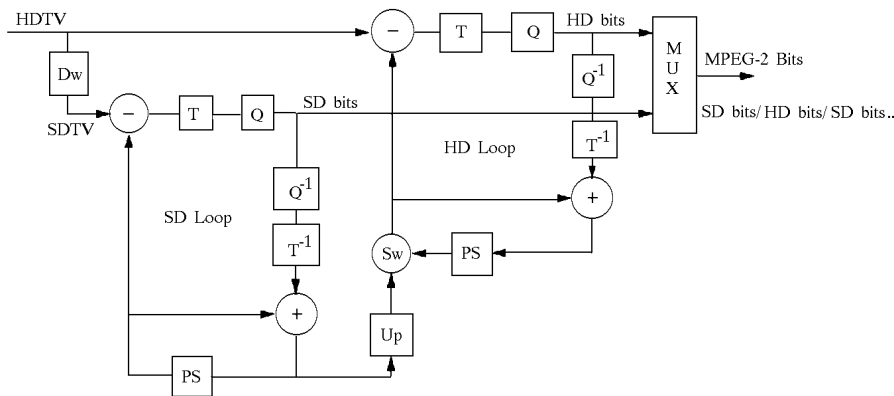 HDTV
Dw
SDTV
−
T
Q
SD bits
Q-1
T-1
SD Loop
+
PS
−
T
Q
HD bits
Q-1
T-1
HD Loop
+
PS
Sw
Up
MUX
MPEG-2 Bits
SD bits/HD bits/SD bits..